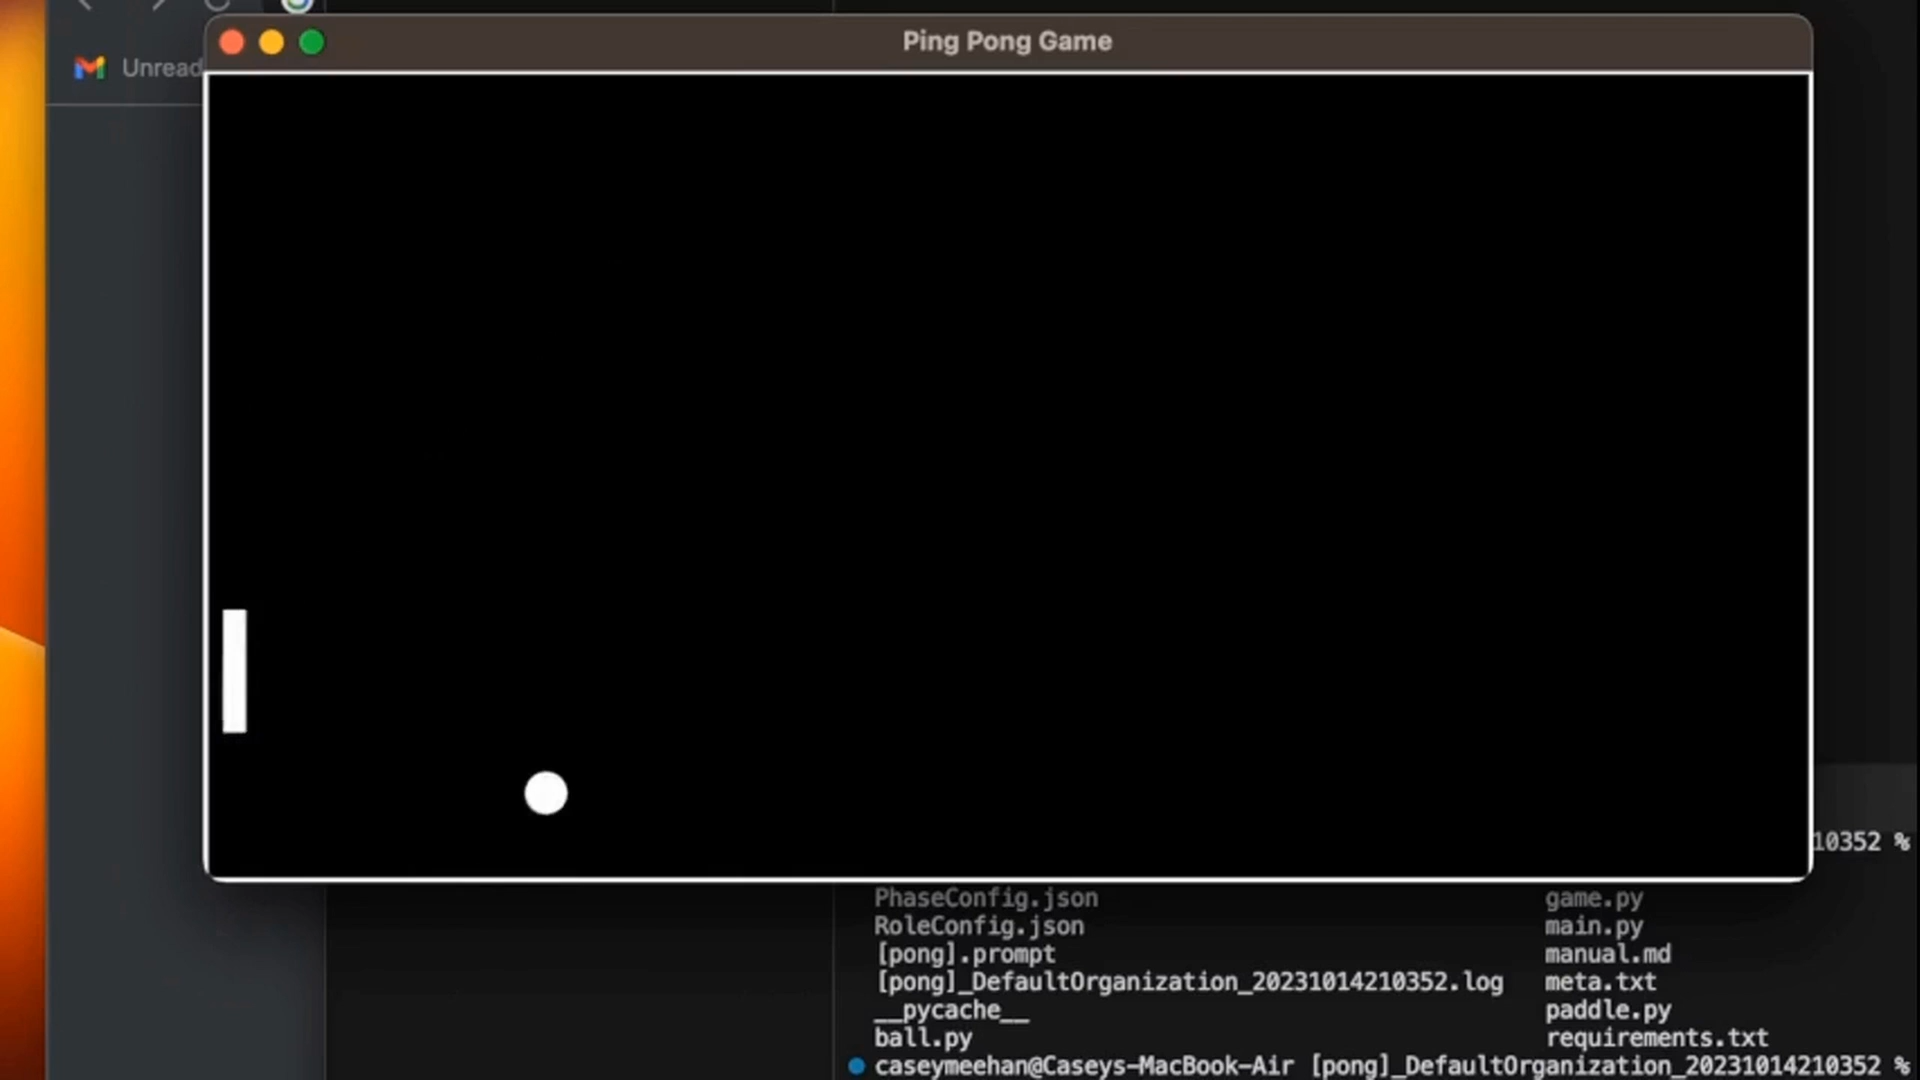 Ping Pong Game
Unread
10352 %
PhaseConfig.json game.py
RoleConfig.json main.py
[pong].prompt manual.md
[pong]_DefaultOrganization_20231014210352.log meta.txt
__pycache__ paddle.py
ball.py requirements.txt
caseymeehan@Caseys-MacBook-Air [pong]_DefaultOrganization_20231014210352 %